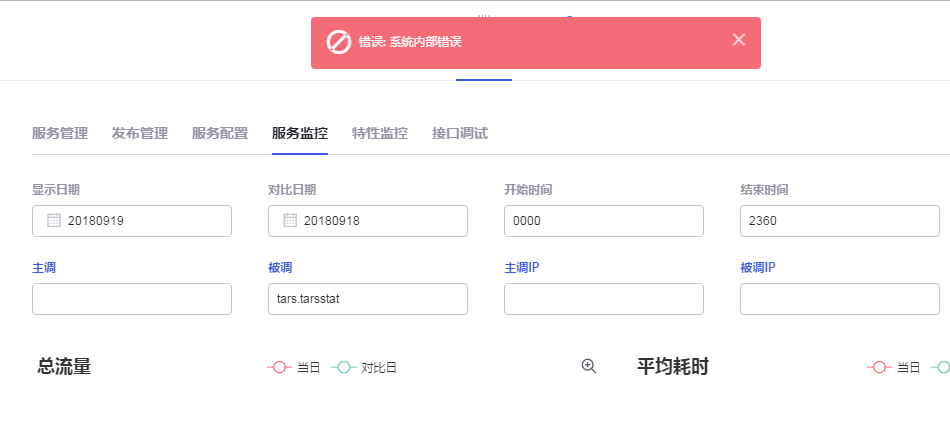 错误: 系统内部错误
服务管理 发布管理 服务配置 服务监控 特性监控 接口调试
显示日期 对比日期 开始时间 结束时间
20180919 20180918 0000 2360
主调 被调 主调IP 被调IP
tars.tarsstat
总流量 当日 对比日 平均耗时 当日